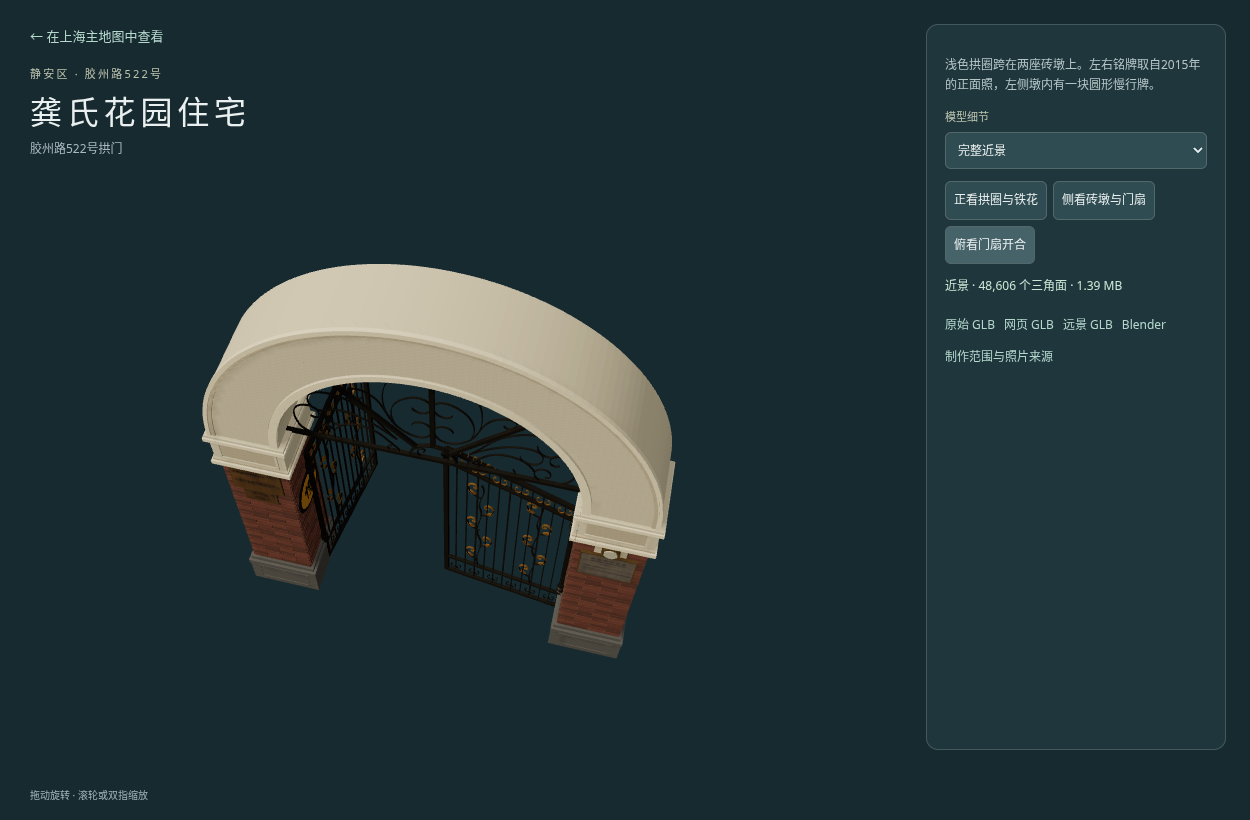 ← 在上海主地图中查看
静安区 · 胶州路522号
龚氏花园住宅
胶州路522号拱门
浅色拱圈跨在两座砖墩上。左右铭牌取自2015年
的正面照，左侧墩内有一块圆形慢行牌。
模型细节
完整近景
正看拱圈与铁花 侧看砖墩与门扇
俯看门扇开合
近景 · 48,606 个三角面 · 1.39 MB
原始 GLB 网页 GLB 远景 GLB Blender
制作范围与照片来源
拖动旋转 · 滚轮或双指缩放